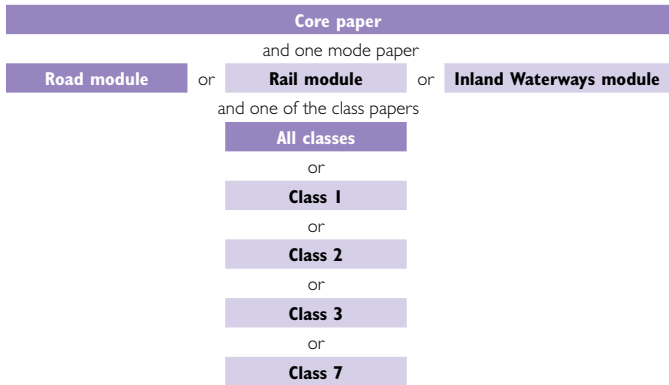 Core paper
and one mode paper
Road module or Rail module or Inland Waterways module
and one of the class papers
All classes
or
Class 1
or
Class 2
or
Class 3
or
Class 7